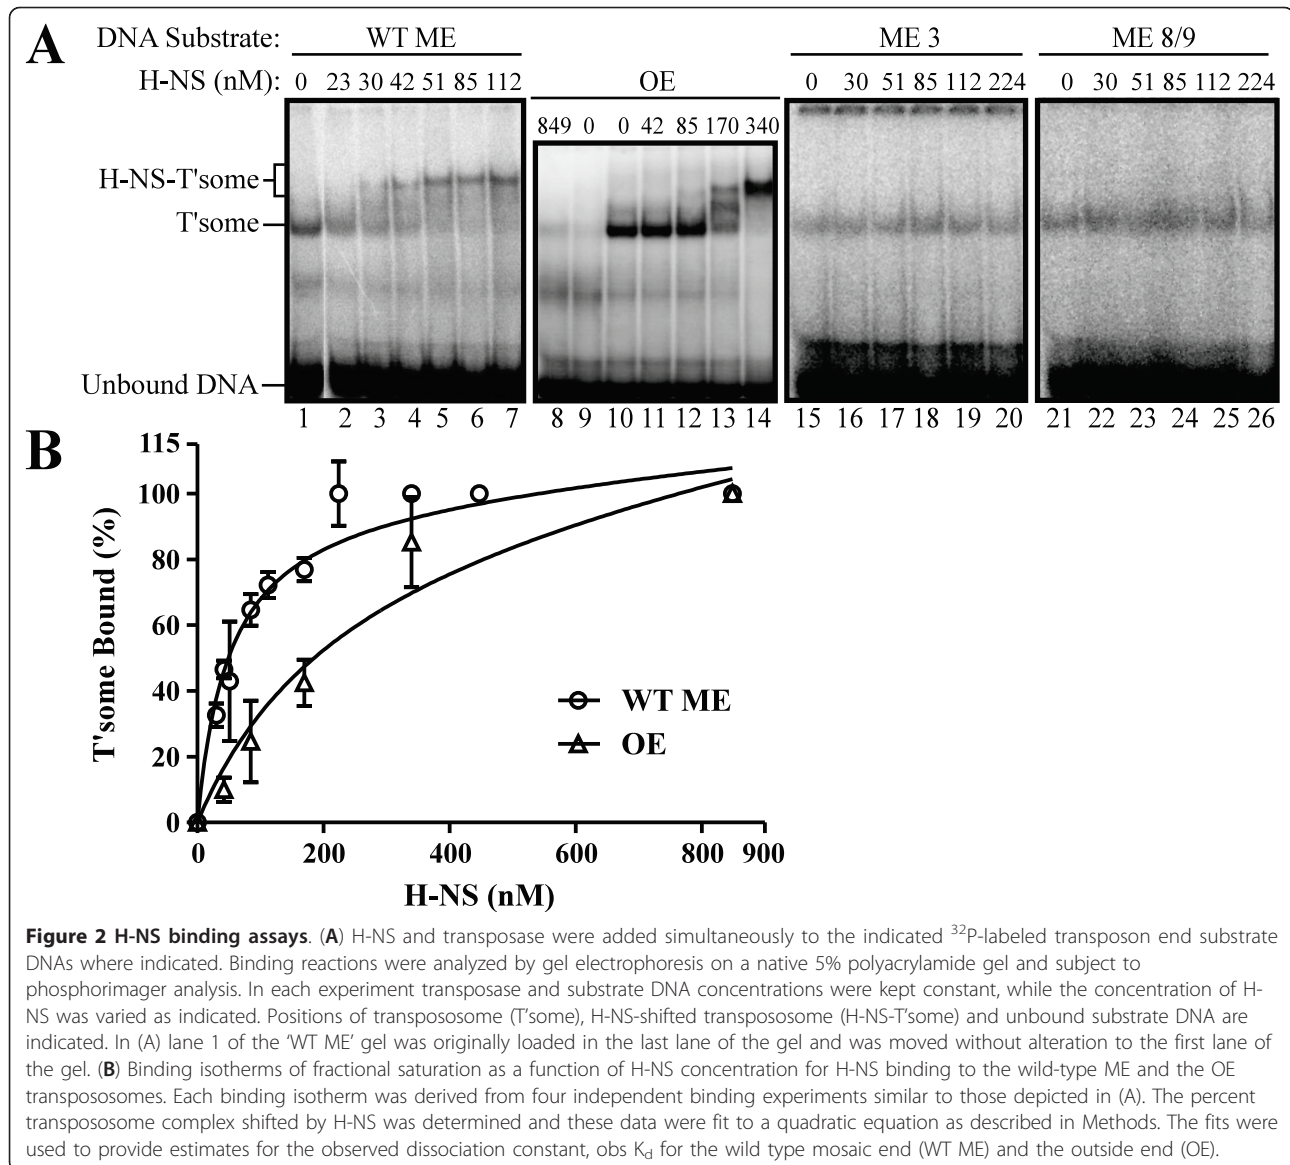 A
DNA Substrate: WT ME ME 3 ME 8/9
H-NS (nM): 0 23 30 42 51 85 112 OE 0 30 51 85 112 224 0 30 51 85 112 224
849 0 0 42 85 170 340
H-NS-T'some
T'some
Unbound DNA
1 2 3 4 5 6 7 8 9 10 11 12 13 14 15 16 17 18 19 20 21 22 23 24 25 26
B
115
100
80
60
40
20
0
T'some Bound (%)
WT ME
OE
0 200 400 600 800 900
H-NS (nM)
Figure 2 H-NS binding assays. (A) H-NS and transposase were added simultaneously to the indicated ³²P-labeled transposon end substrate
DNAs where indicated. Binding reactions were analyzed by gel electrophoresis on a native 5% polyacrylamide gel and subject to
phosphorimager analysis. In each experiment transposase and substrate DNA concentrations were kept constant, while the concentration of H-
NS was varied as indicated. Positions of transpososome (T'some), H-NS-shifted transpososome (H-NS-T'some) and unbound substrate DNA are
indicated. In (A) lane 1 of the 'WT ME' gel was originally loaded in the last lane of the gel and was moved without alteration to the first lane of
the gel. (B) Binding isotherms of fractional saturation as a function of H-NS concentration for H-NS binding to the wild-type ME and the OE
transpososomes. Each binding isotherm was derived from four independent binding experiments similar to those depicted in (A). The percent
transpososome complex shifted by H-NS was determined and these data were fit to a quadratic equation as described in Methods. The fits were
used to provide estimates for the observed dissociation constant, obs Kd for the wild type mosaic end (WT ME) and the outside end (OE).